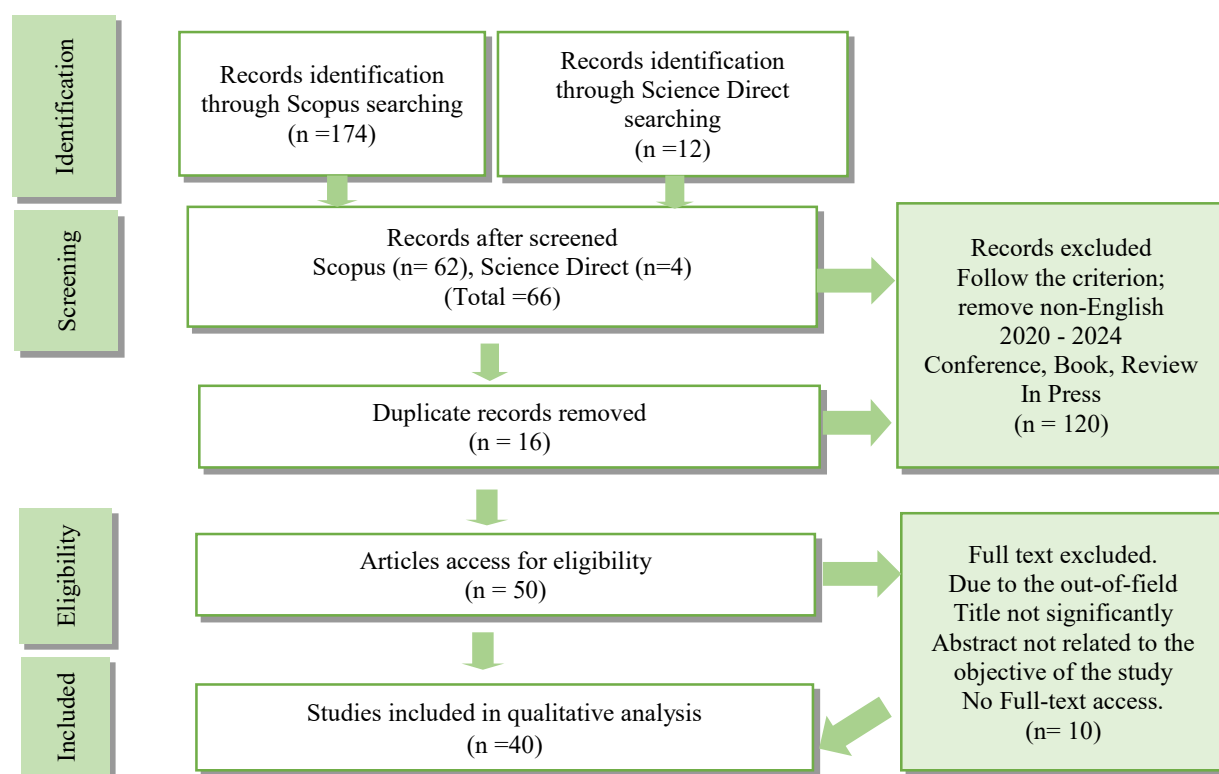 Identification
Records identification
through Scopus searching
(n =174)
Records identification
through Science Direct
searching
(n =12)
Screening
Records after screened
Scopus (n= 62), Science Direct (n=4)
(Total =66)
Records excluded
Follow the criterion;
remove non-English
2020 - 2024
Conference, Book, Review
In Press
(n = 120)
Duplicate records removed
(n = 16)
Eligibility
Articles access for eligibility
(n = 50)
Full text excluded.
Due to the out-of-field
Title not significantly
Abstract not related to the
objective of the study
No Full-text access.
(n= 10)
Included
Studies included in qualitative analysis
(n =40)